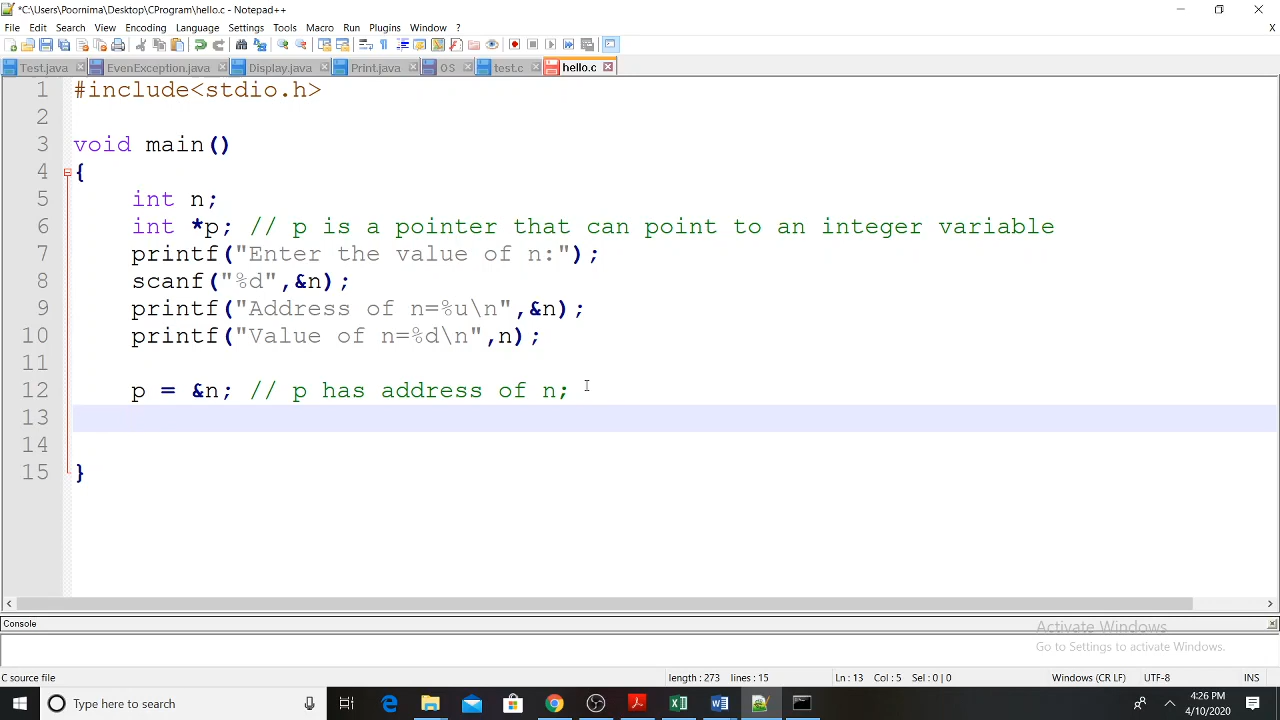 *C:\Users\Poornima\Desktop\CProgram\hello.c - Notepad++
File Edit Search View Encoding Language Settings Tools Macro Run Plugins Window ? X
Test.java EvenException.java Display.java Print.java OS test.c hello.c
1 #include<stdio.h>
2
3 void main()
4 {
5 int n;
6 int *p; // p is a pointer that can point to an integer variable
7 printf("Enter the value of n:");
8 scanf("%d",&n);
9 printf("Address of n=%u\n",&n);
10 printf("Value of n=%d\n",n);
11
12 p = &n; // p has address of n;
13
14
15 }
Console
Activate Windows
Go to Settings to activate Windows.
C source file length : 273 lines : 15 Ln : 13 Col : 5 Sel : 0 | 0 Windows (CR LF) UTF-8 INS
Type here to search
4:26 PM
4/10/2020